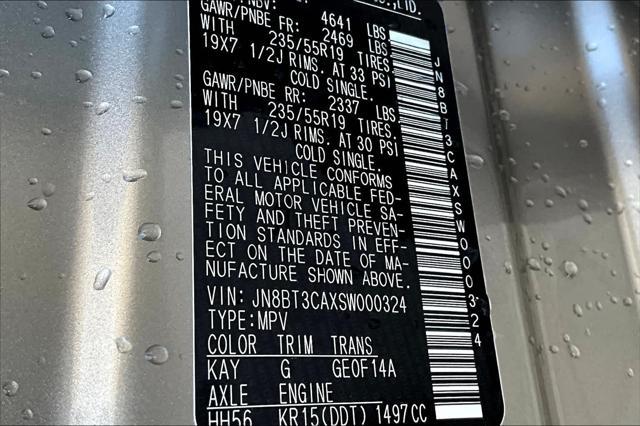 4641 LBS
GAWR/PNBE FR: 2469 LBS
WITH 235/55R19 TIRES.
19X7 1/2J RIMS. AT 33 PSI
COLD SINGLE.
GAWR/PNBE RR: 2337 LBS
WITH 235/55R19 TIRES.
19X7 1/2J RIMS. AT 30 PSI
COLD SINGLE.
THIS VEHICLE CONFORMS
TO ALL APPLICABLE FED-
ERAL MOTOR VEHICLE SA-
FETY AND THEFT PREVEN-
TION STANDARDS IN EFF-
ECT ON THE DATE OF MA-
NUFACTURE SHOWN ABOVE.
VIN: JN8BT3CAXSW000324
TYPE:MPV
COLOR TRIM TRANS
KAY G GE0F14A
AXLE ENGINE
HH56 KR15(DDT) 1497CC
JN8BT3CAXSW000324